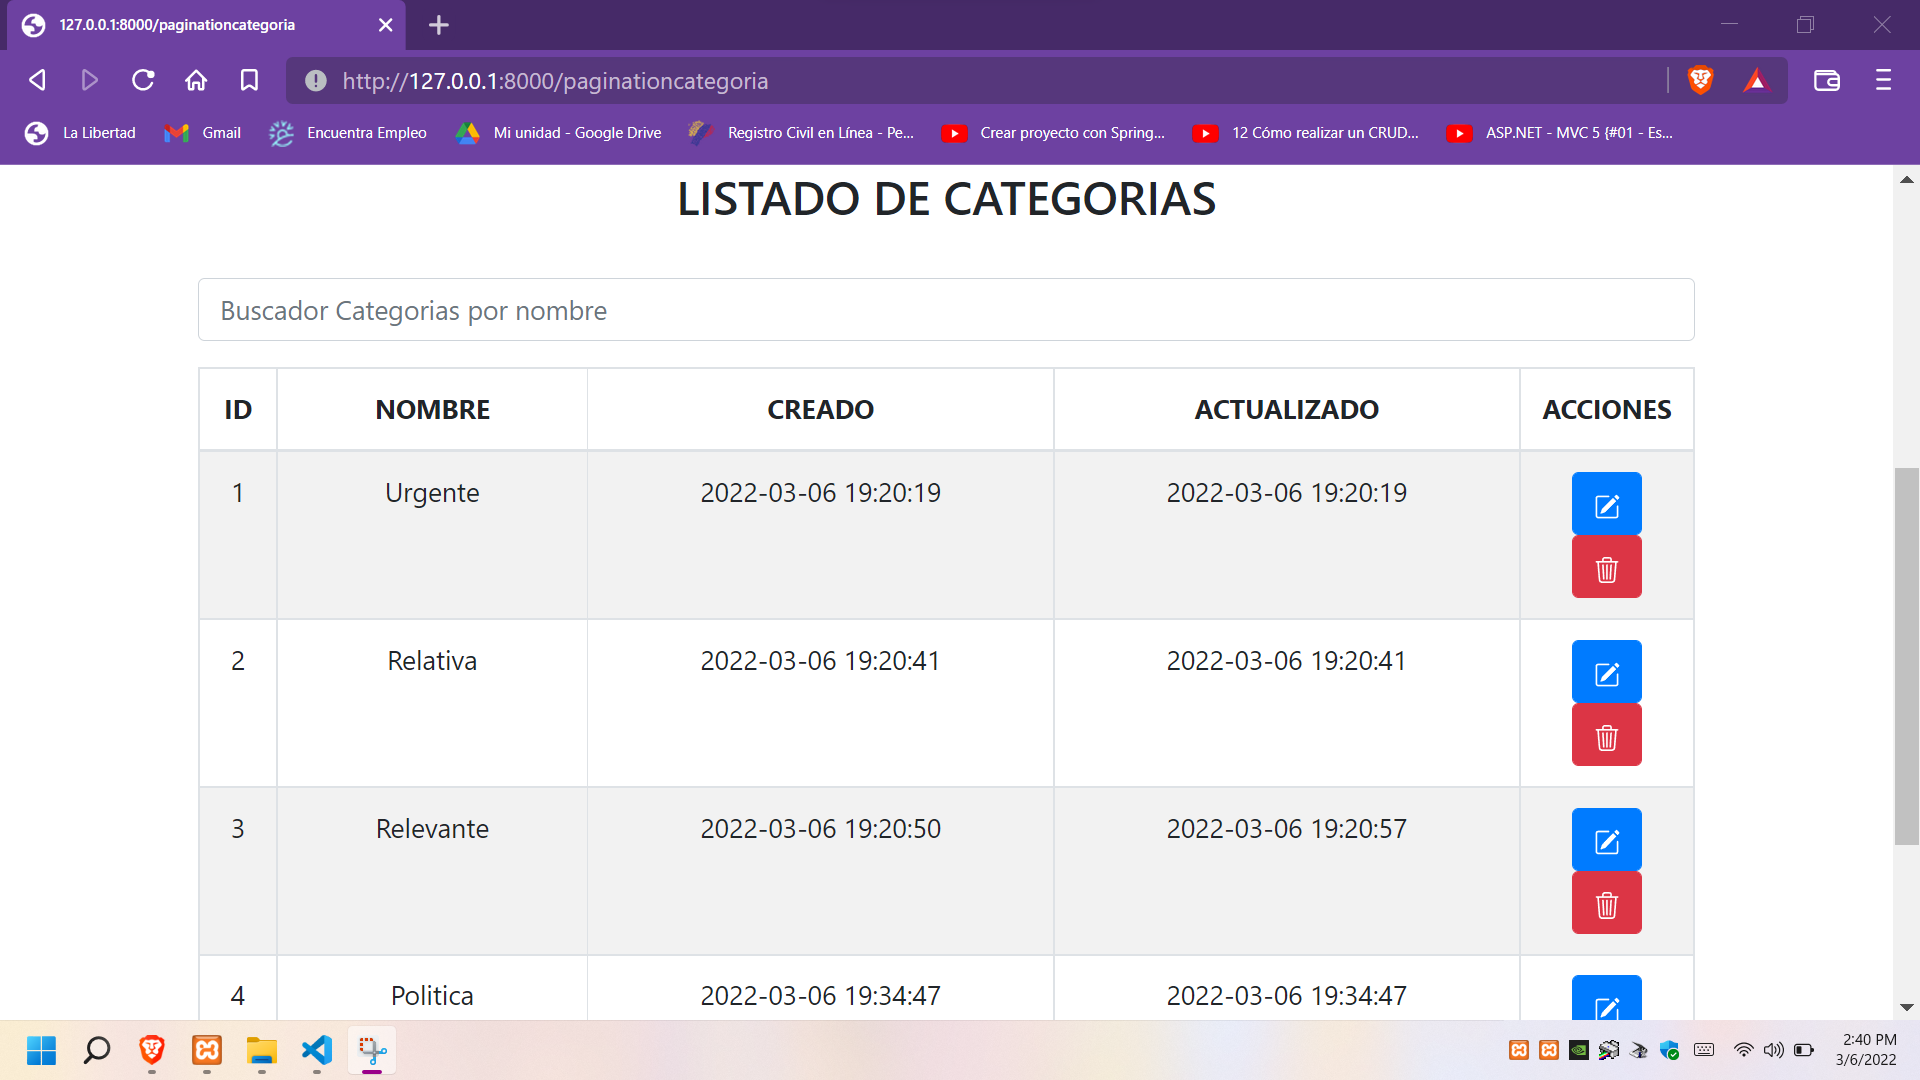 127.0.0.1:8000/paginationcategoria
http://127.0.0.1:8000/paginationcategoria
La Libertad Gmail Encuentra Empleo Mi unidad - Google Drive Registro Civil en Línea - Pe... Crear proyecto con Spring... 12 Cómo realizar un CRUD... ASP.NET - MVC 5 {#01 - Es...
LISTADO DE CATEGORIAS
Buscador Categorias por nombre
ID NOMBRE CREADO ACTUALIZADO ACCIONES
1 Urgente 2022-03-06 19:20:19 2022-03-06 19:20:19
2 Relativa 2022-03-06 19:20:41 2022-03-06 19:20:41
3 Relevante 2022-03-06 19:20:50 2022-03-06 19:20:57
4 Politica 2022-03-06 19:34:47 2022-03-06 19:34:47
2:40 PM
3/6/2022